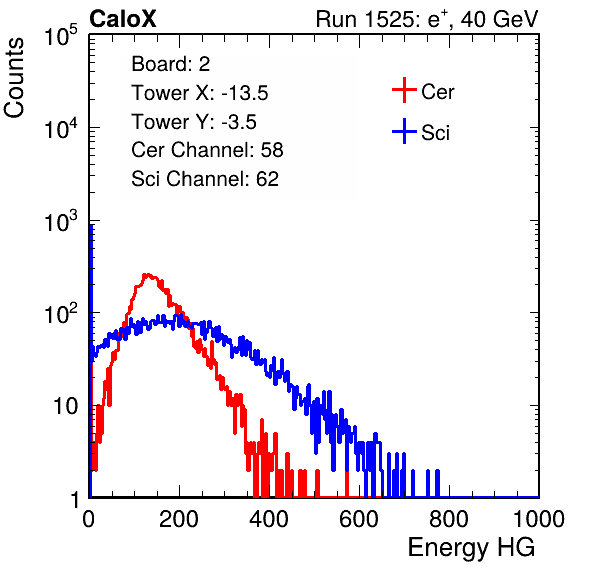 CaloX Run 1525: e+, 40 GeV
Counts
Board: 2
Tower X: -13.5
Tower Y: -3.5
Cer Channel: 58
Sci Channel: 62
Cer
Sci
10^5
10^4
10^3
10^2
10
1
0 200 400 600 800 1000
Energy HG